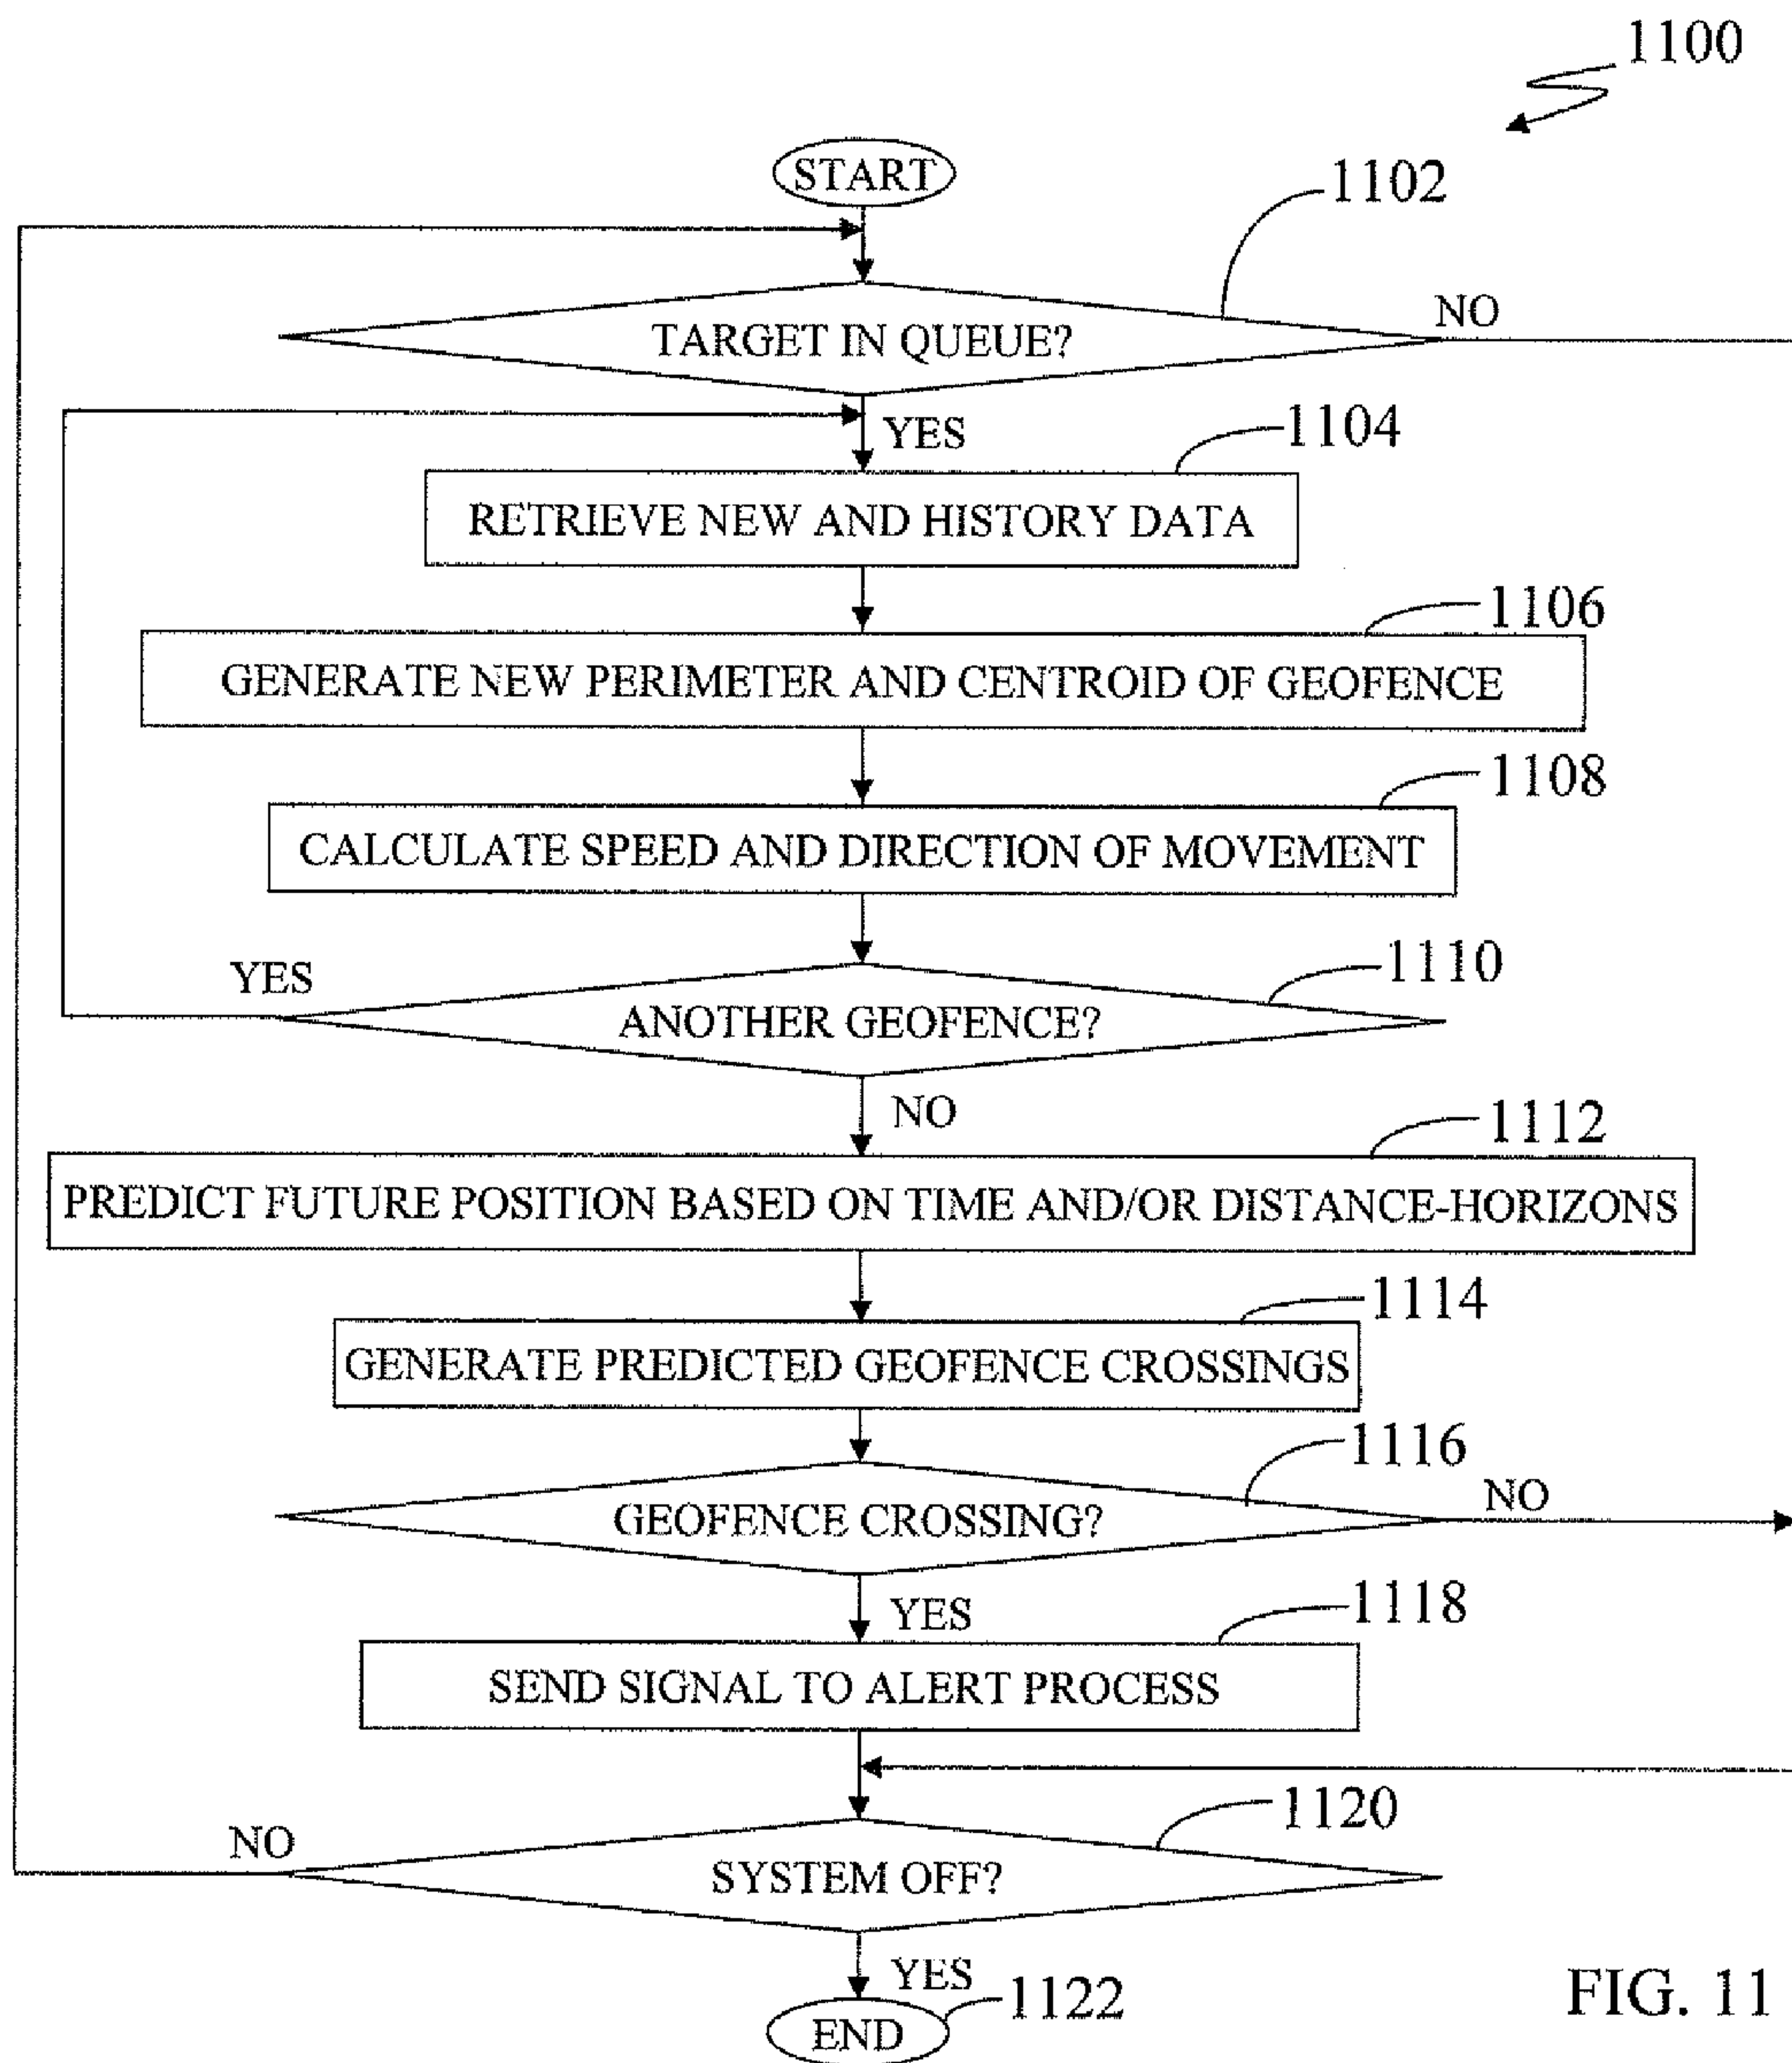 1100
START
1102
TARGET IN QUEUE?
NO
YES
1104
RETRIEVE NEW AND HISTORY DATA
1106
GENERATE NEW PERIMETER AND CENTROID OF GEOFENCE
1108
CALCULATE SPEED AND DIRECTION OF MOVEMENT
1110
YES
ANOTHER GEOFENCE?
NO
1112
PREDICT FUTURE POSITION BASED ON TIME AND/OR DISTANCE-HORIZONS
1114
GENERATE PREDICTED GEOFENCE CROSSINGS
1116
NO
GEOFENCE CROSSING?
YES
1118
SEND SIGNAL TO ALERT PROCESS
1120
NO
SYSTEM OFF?
YES
1122
END
FIG. 11